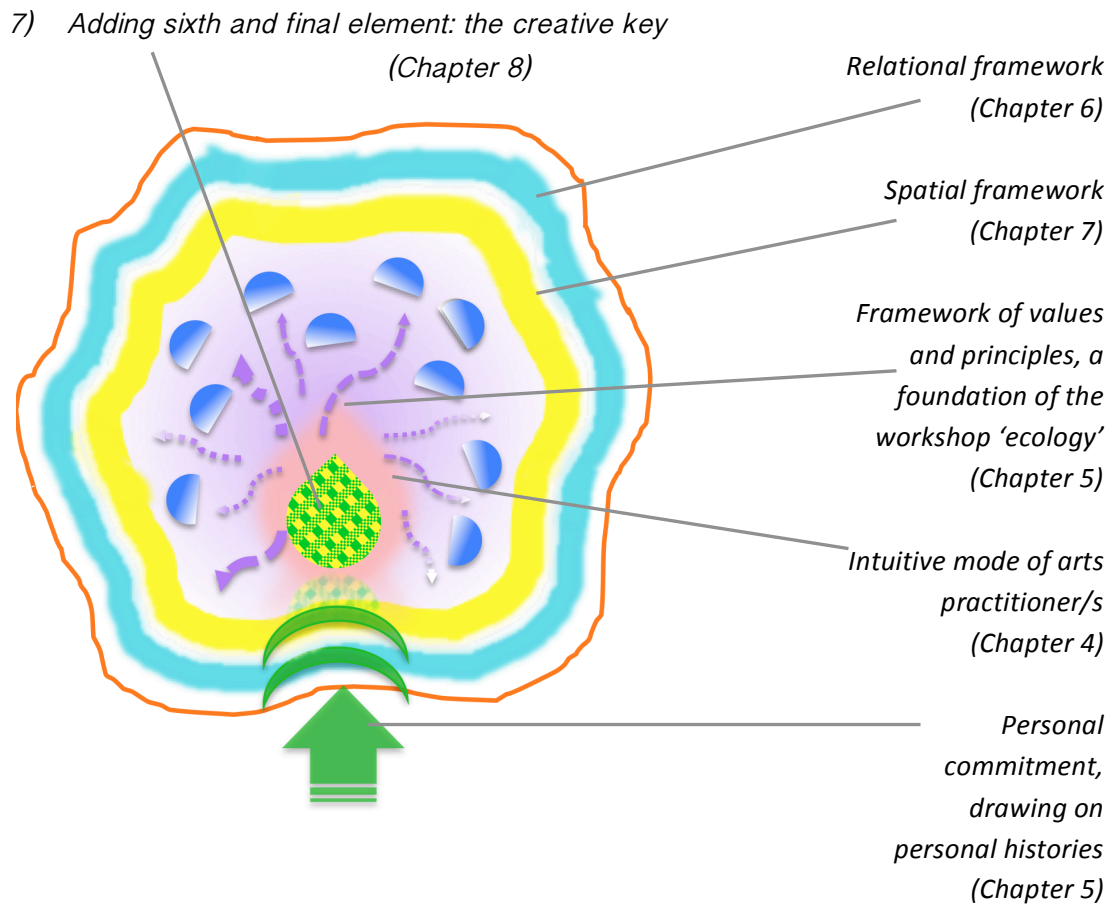 7) Adding sixth and final element: the creative key
(Chapter 8)
Relational framework
(Chapter 6)
Spatial framework
(Chapter 7)
Framework of values
and principles, a
foundation of the
workshop ‘ecology’
(Chapter 5)
Intuitive mode of arts
practitioner/s
(Chapter 4)
Personal
commitment,
drawing on
personal histories
(Chapter 5)